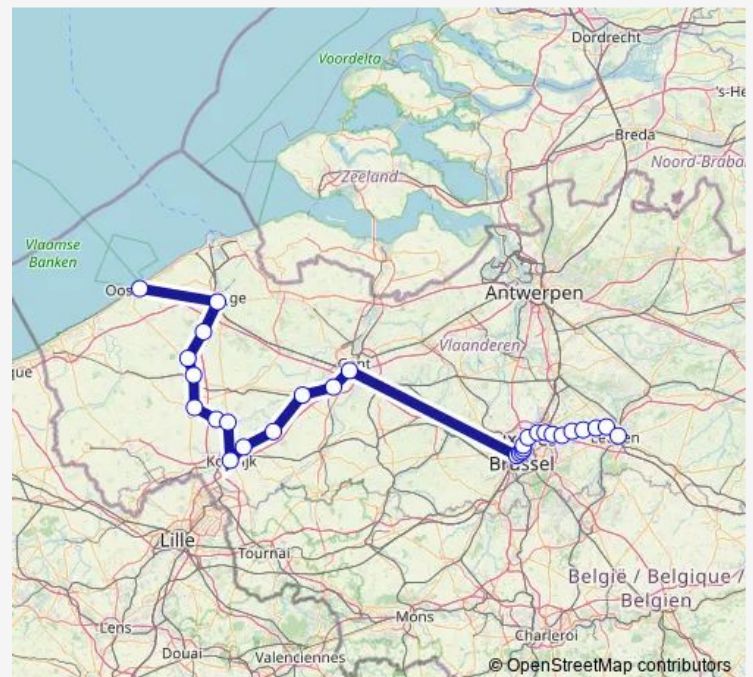 Dordrecht
Voordelta
's-He
Breda
Noord-Braba
Zeeland
Vlaamse
Banken
Oos
ge
Antwerpen
Vlaanderen
que
Leuven
Brussel
Lille
Tournai
België / Belgique /
Belgien
Mons
Lens
Charleroi
Douai
Valenciennes
© OpenStreetMap contributors